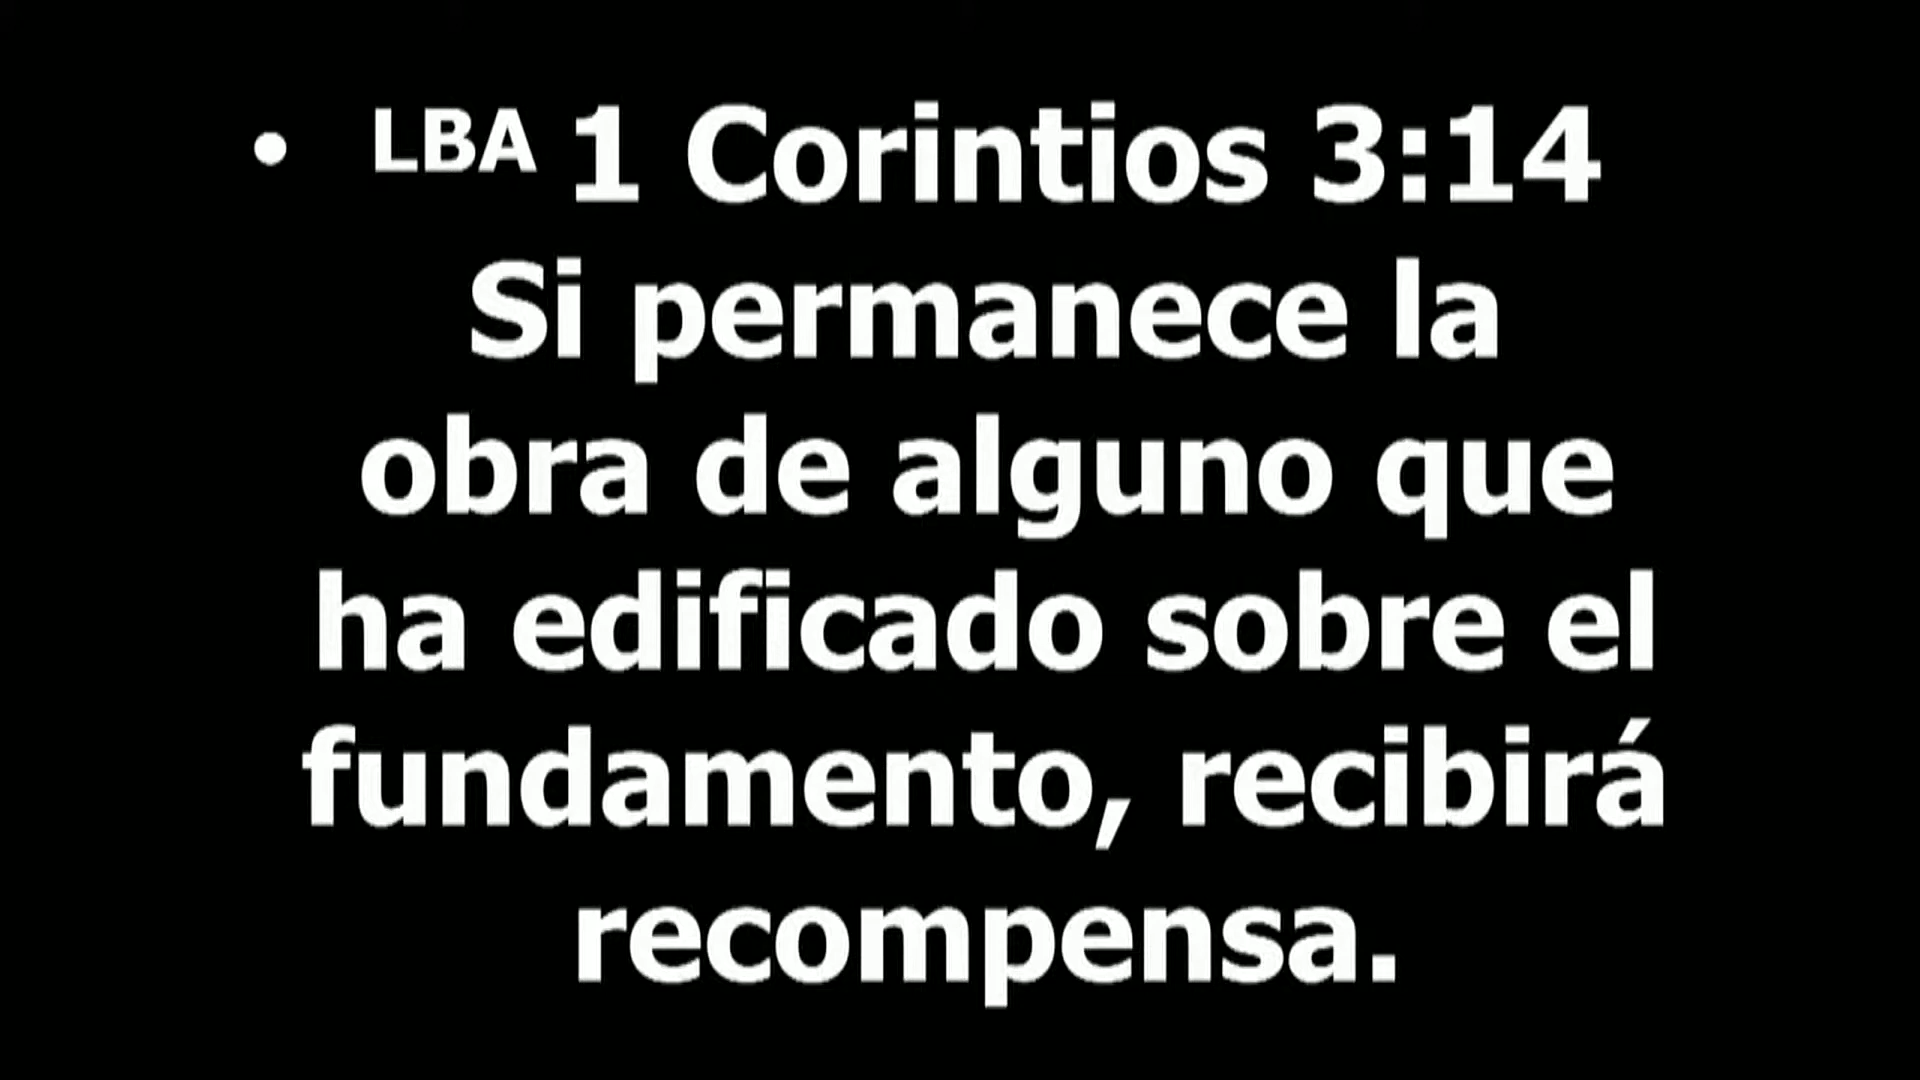 • LBA 1 Corintios 3:14
Si permanece la
obra de alguno que
ha edificado sobre el
fundamento, recibirá
recompensa.